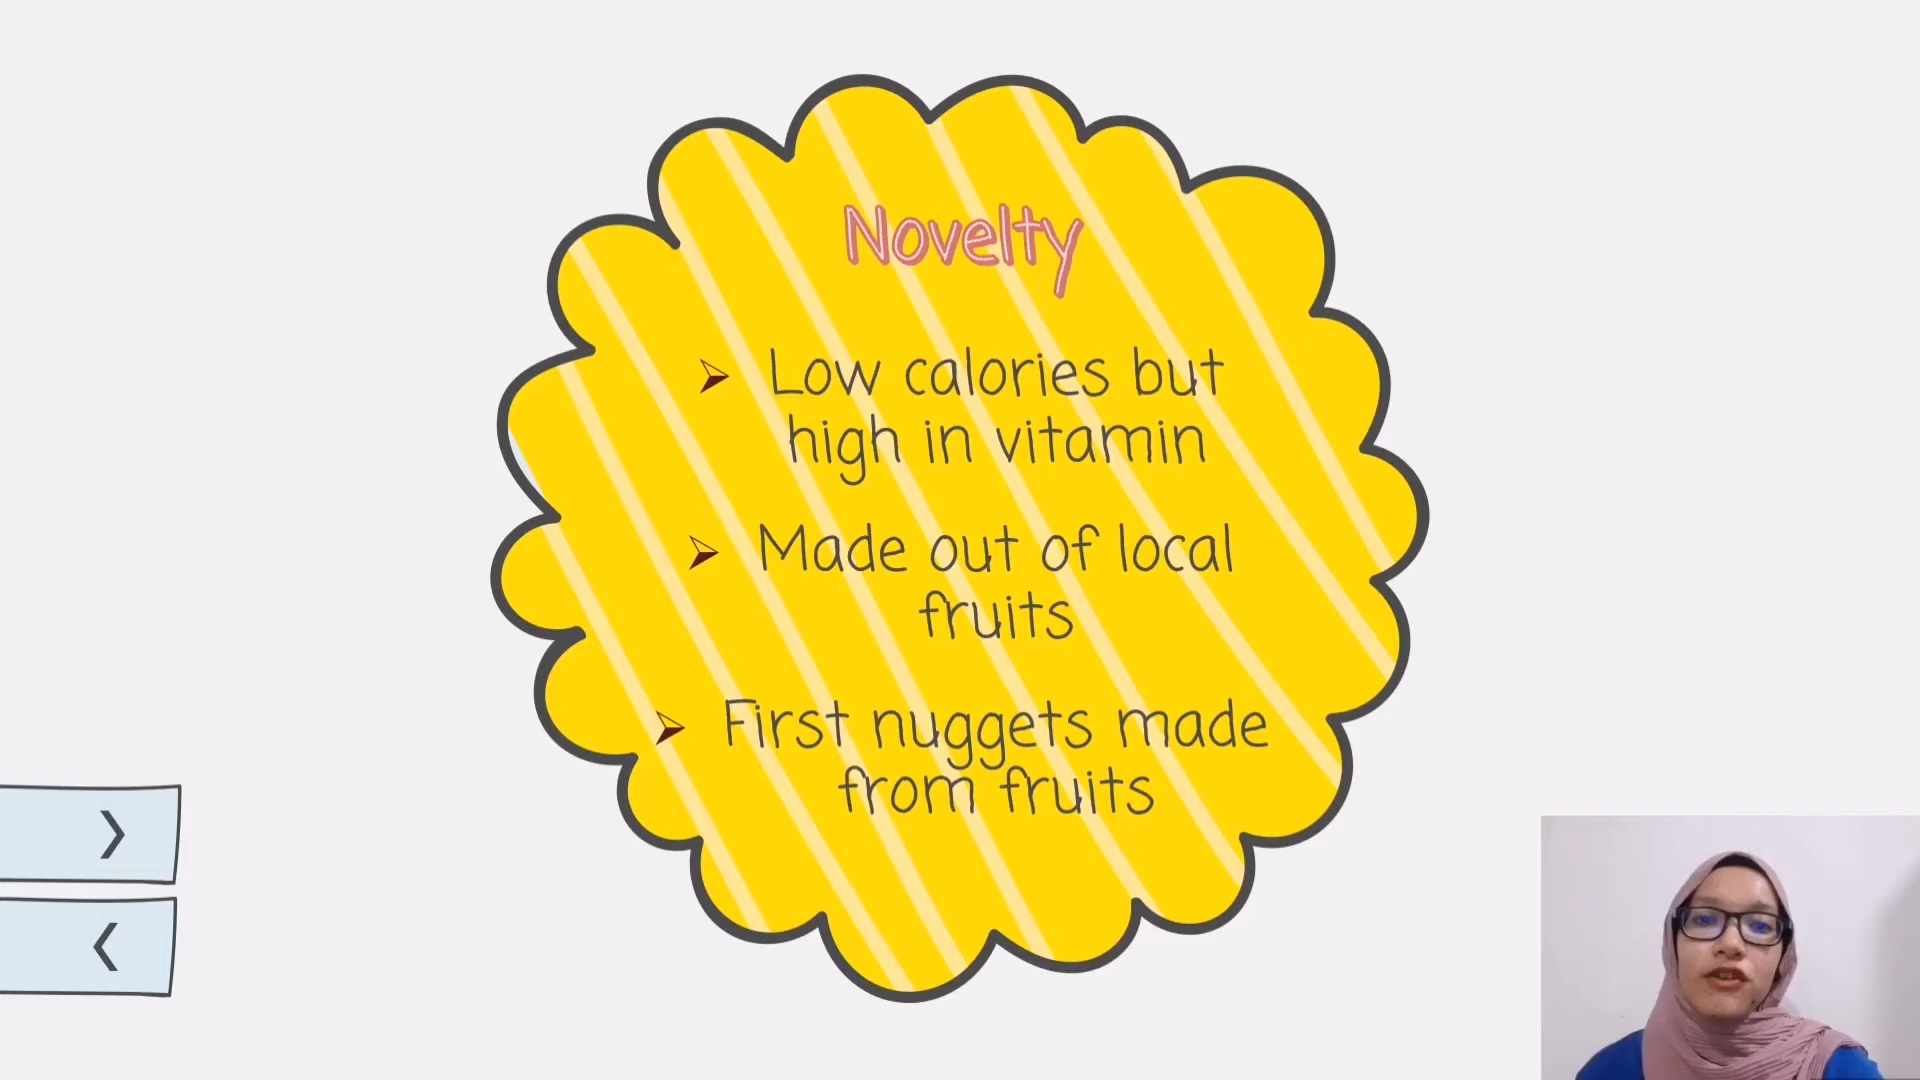 Novelty
Low calories but
high in vitamin
Made out of local
fruits
First nuggets made
from fruits